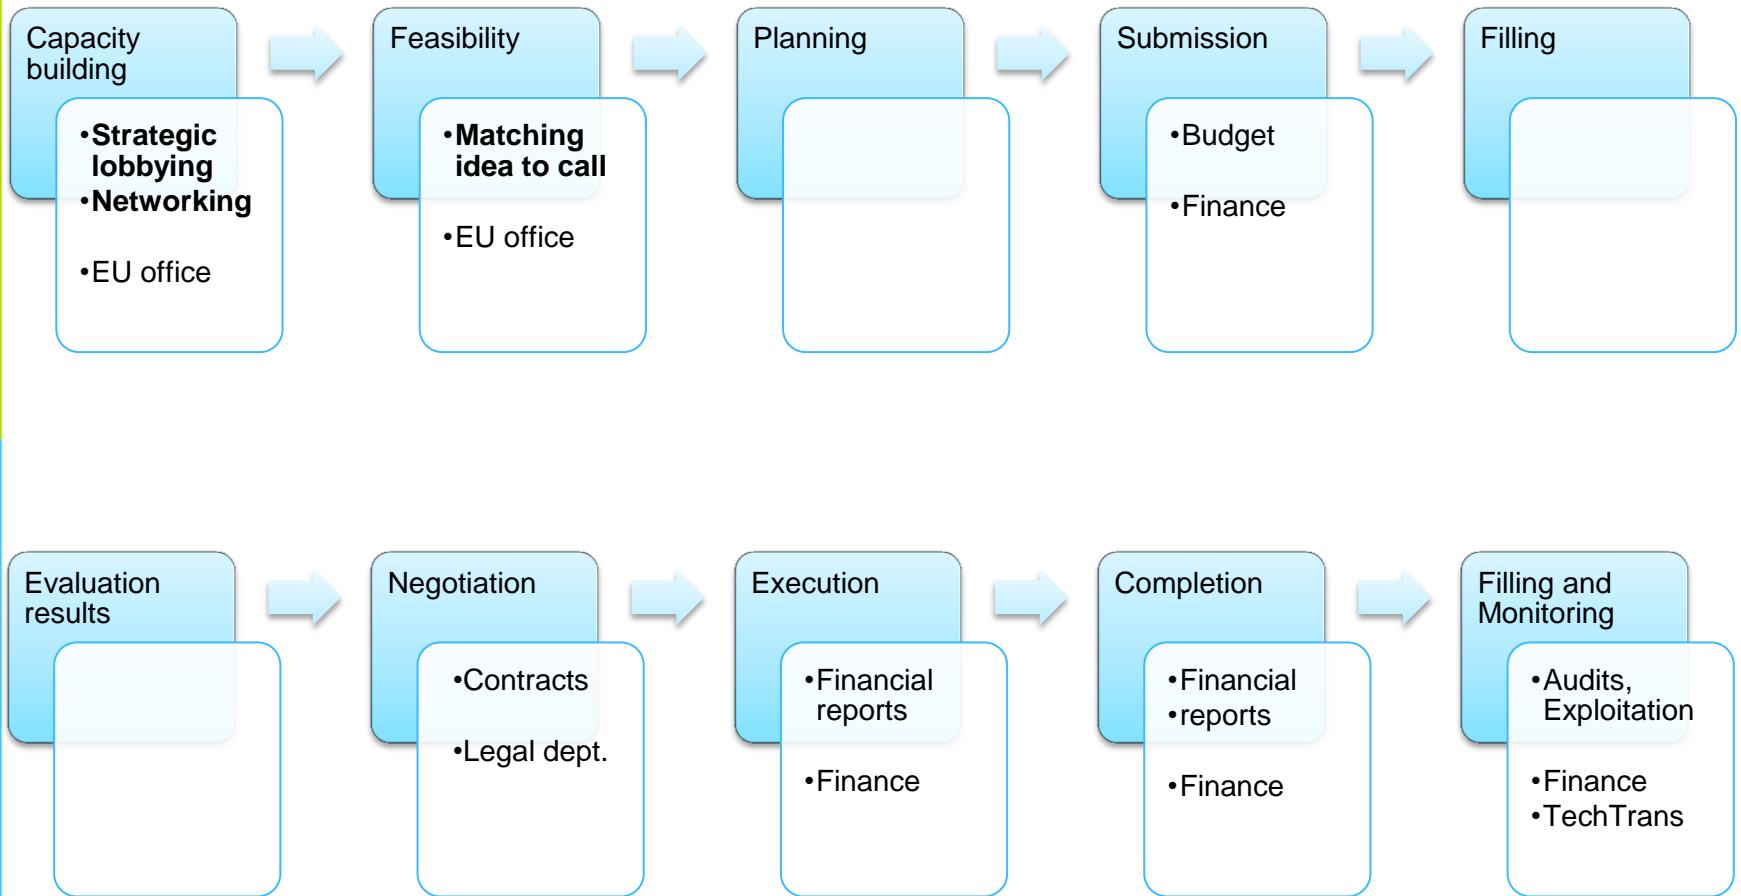 Capacity
building
•Strategic
lobbying
•Networking
•EU office
Feasibility
•Matching
idea to call
•EU office
Planning
Submission
•Budget
•Finance
Filling
Evaluation
results
Negotiation
•Contracts
•Legal dept.
Execution
•Financial
reports
•Finance
Completion
•Financial
•reports
•Finance
Filling and
Monitoring
•Audits,
Exploitation
•Finance
•TechTrans